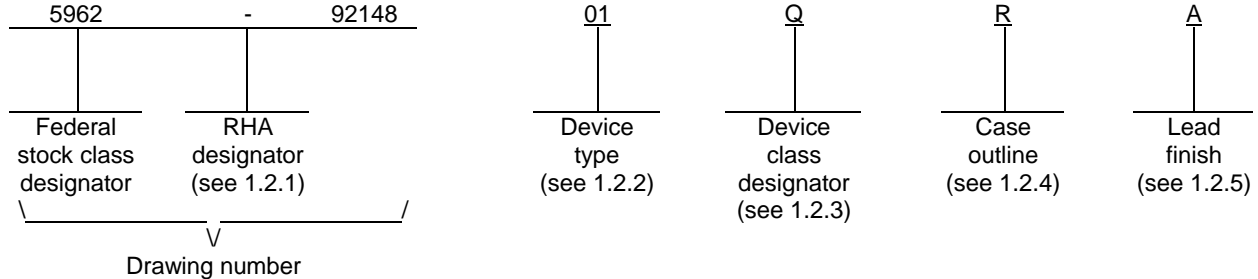 5962 - 92148 01 Q R A
Federal stock class designator
RHA designator (see 1.2.1)
Device type (see 1.2.2)
Device class designator (see 1.2.3)
Case outline (see 1.2.4)
Lead finish (see 1.2.5)
\ /
\/
Drawing number